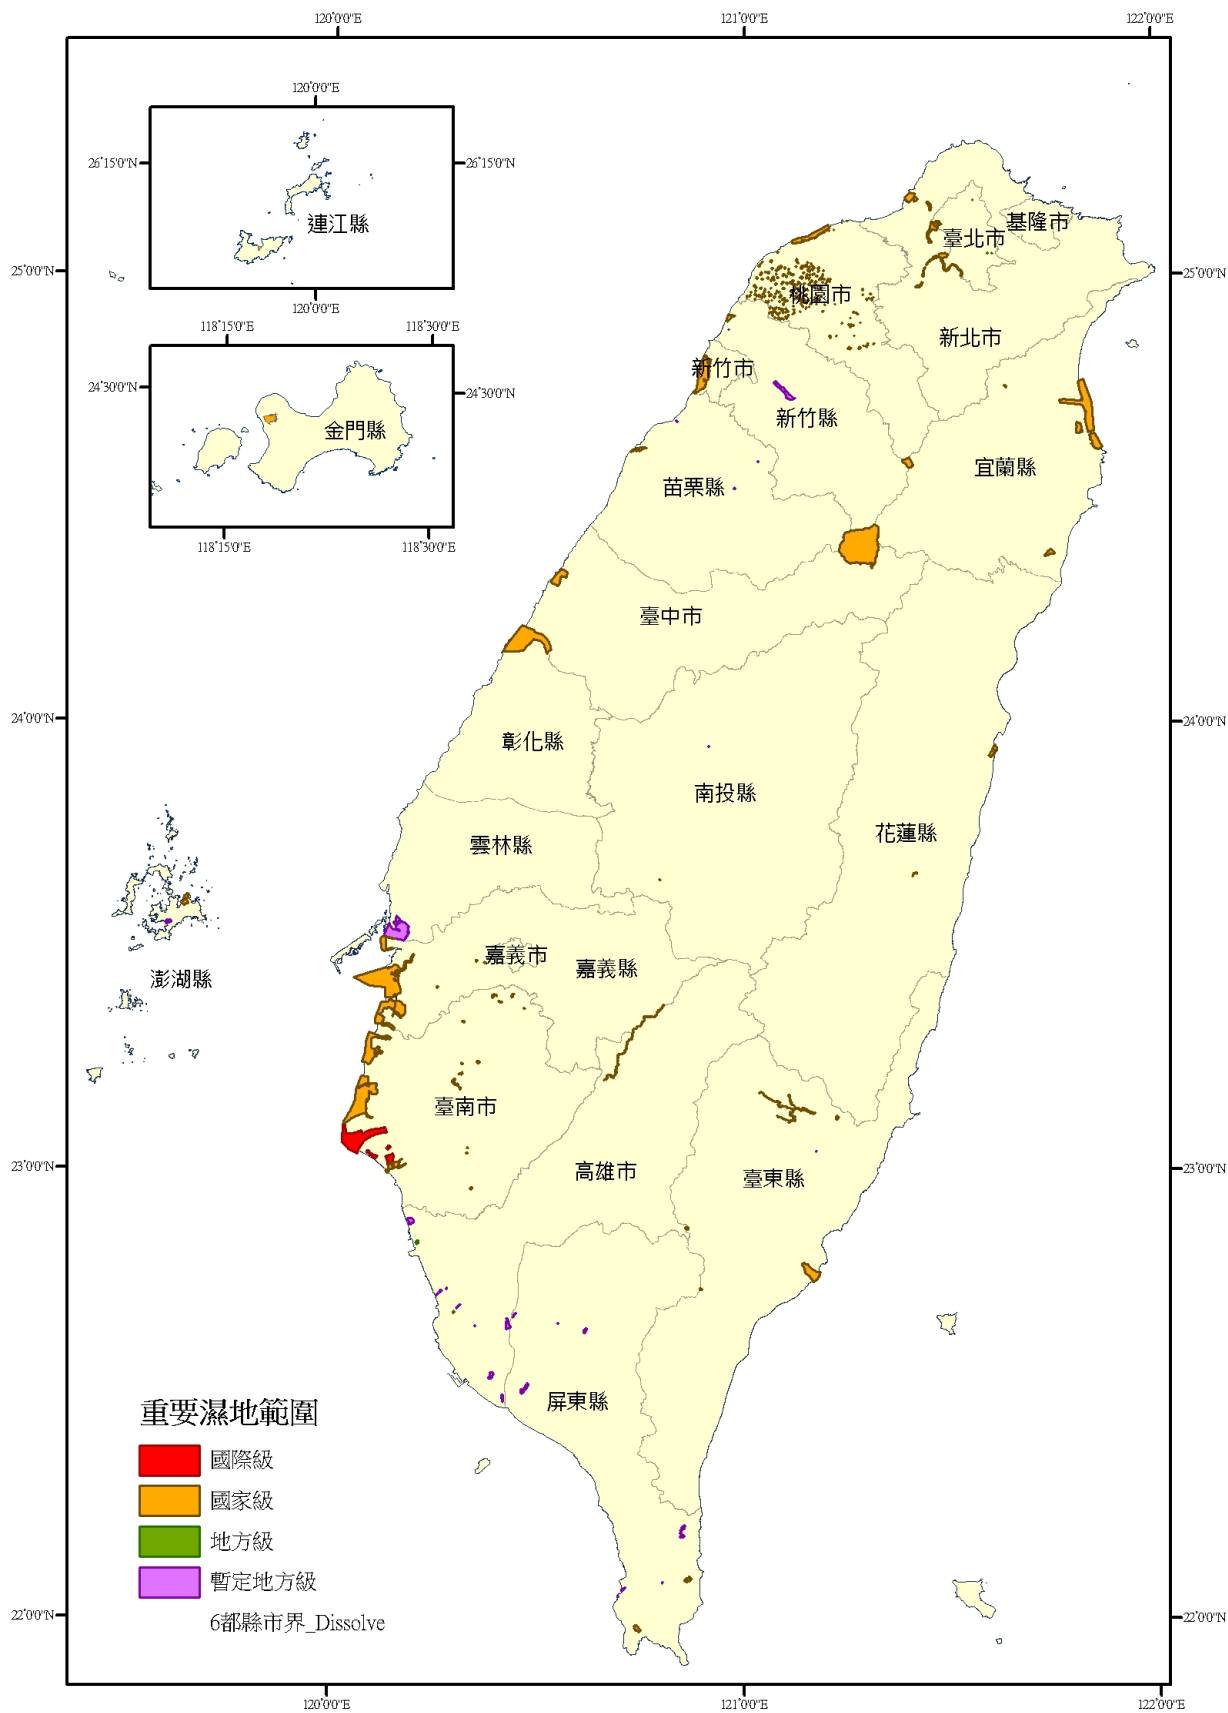 120°0'0"E
121°0'0"E
122°0'0"E
120°0'0"E
26°15'0"N
26°15'0"N
連江縣
基隆市
臺北市
25°0'0"N
25°0'0"N
桃園市
120°0'0"E
118°15'0"E
118°30'0"E
新北市
新竹市
24°30'0"N
24°30'0"N
新竹縣
金門縣
宜蘭縣
苗栗縣
118°15'0"E
118°30'0"E
臺中市
24°0'0"N
24°0'0"N
彰化縣
南投縣
花蓮縣
雲林縣
嘉義市
嘉義縣
澎湖縣
臺南市
23°0'0"N
23°0'0"N
高雄市
臺東縣
屏東縣
重要濕地範圍
國際級
國家級
地方級
暫定地方級
6都縣市界_Dissolve
22°0'0"N
22°0'0"N
120°0'0"E
121°0'0"E
122°0'0"E